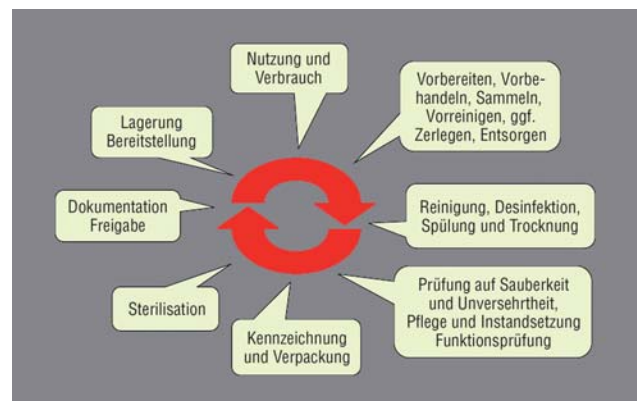 Nutzung und
Verbrauch
Vorbereiten, Vorbe-
handeln, Sammeln,
Vorreinigen, ggf.
Zerlegen, Entsorgen
Reinigung, Desinfektion,
Spülung und Trocknung
Prüfung auf Sauberkeit
und Unversehrtheit,
Pflege und Instandsetzung
Funktionsprüfung
Kennzeichnung
und Verpackung
Sterilisation
Dokumentation
Freigabe
Lagerung
Bereitstellung